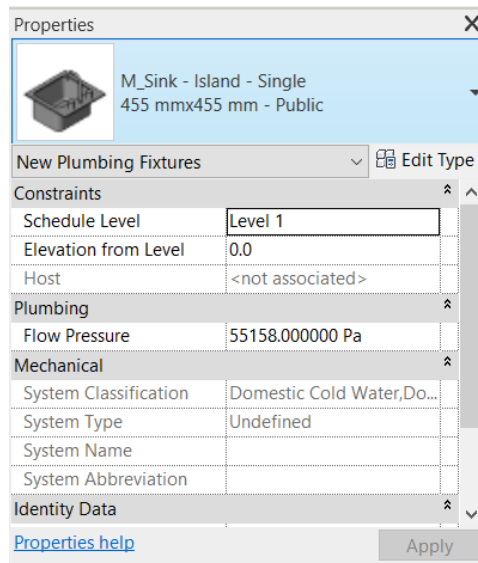 Properties
M_Sink - Island - Single
455 mmx455 mm - Public
New Plumbing Fixtures Edit Type
Constraints
Schedule Level Level 1
Elevation from Level 0.0
Host <not associated>
Plumbing
Flow Pressure 55158.000000 Pa
Mechanical
System Classification Domestic Cold Water,Do...
System Type Undefined
System Name
System Abbreviation
Identity Data
Properties help Apply